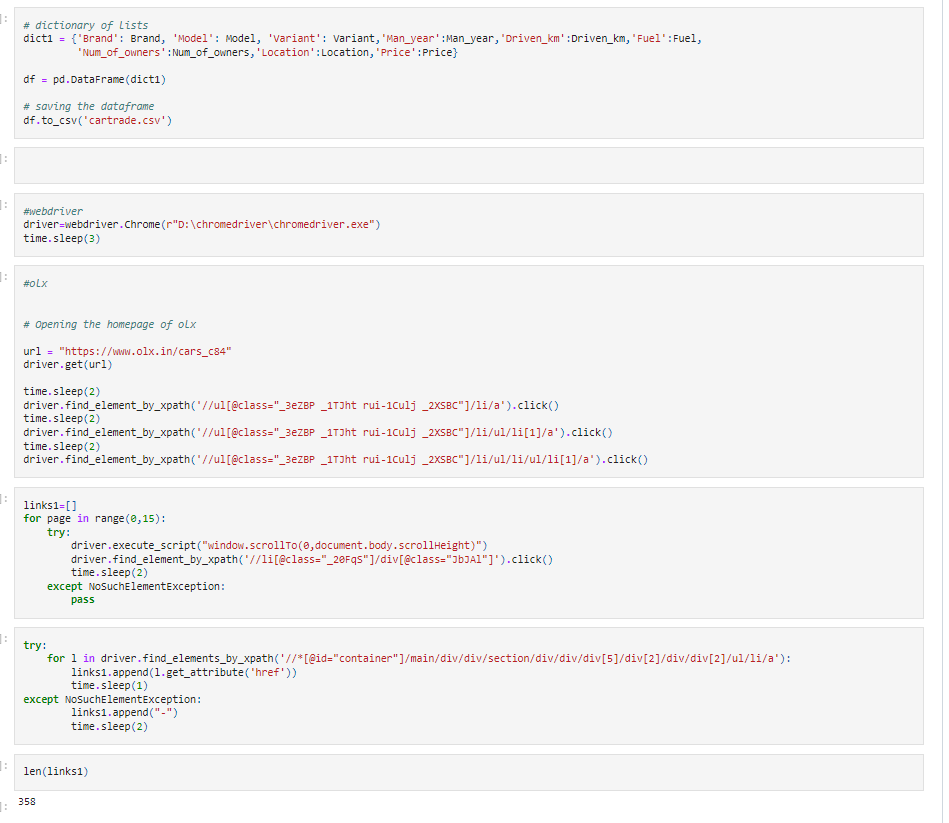 ]:
# dictionary of lists
dict1 = {'Brand': Brand, 'Model': Model, 'Variant': Variant,'Man_year':Man_year,'Driven_km':Driven_km,'Fuel':Fuel,
'Num_of_owners':Num_of_owners,'Location':Location,'Price':Price}
df = pd.DataFrame(dict1)
# saving the dataframe
df.to_csv('cartrade.csv')
]:
]:
#webdriver
driver=webdriver.Chrome(r"D:\chromedriver\chromedriver.exe")
time.sleep(3)
]:
#olx
# Opening the homepage of olx
url = "https://www.olx.in/cars_c84"
driver.get(url)
time.sleep(2)
driver.find_element_by_xpath('//ul[@class="_3eZBP _1TJht rui-1Culj _2XSBC"]/li/a').click()
time.sleep(2)
driver.find_element_by_xpath('//ul[@class="_3eZBP _1TJht rui-1Culj _2XSBC"]/li/ul/li[1]/a').click()
time.sleep(2)
driver.find_element_by_xpath('//ul[@class="_3eZBP _1TJht rui-1Culj _2XSBC"]/li/ul/li/ul/li[1]/a').click()
]:
links1=[]
for page in range(0,15):
try:
driver.execute_script("window.scrollTo(0,document.body.scrollHeight)")
driver.find_element_by_xpath('//li[@class="_20FqS"]/div[@class="JbJAl"]').click()
time.sleep(2)
except NoSuchElementException:
pass
]:
try:
for l in driver.find_elements_by_xpath('//*[@id="container"]/main/div/div/section/div/div/div[5]/div[2]/div/div[2]/ul/li/a'):
links1.append(l.get_attribute('href'))
time.sleep(1)
except NoSuchElementException:
links1.append("-")
time.sleep(2)
]:
len(links1)
]:
358